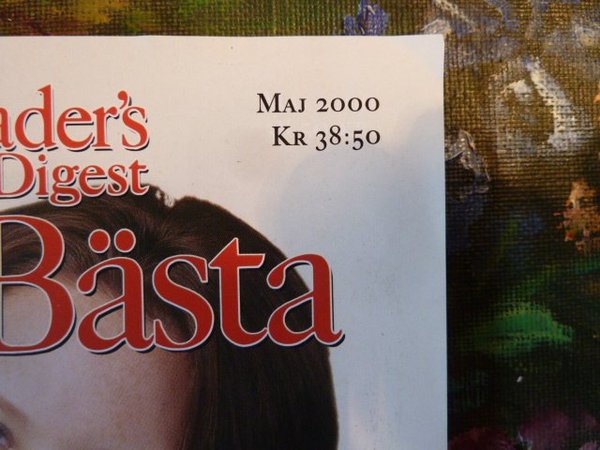 ader's
Digest
Bästa
MAJ 2000
KR 38:50